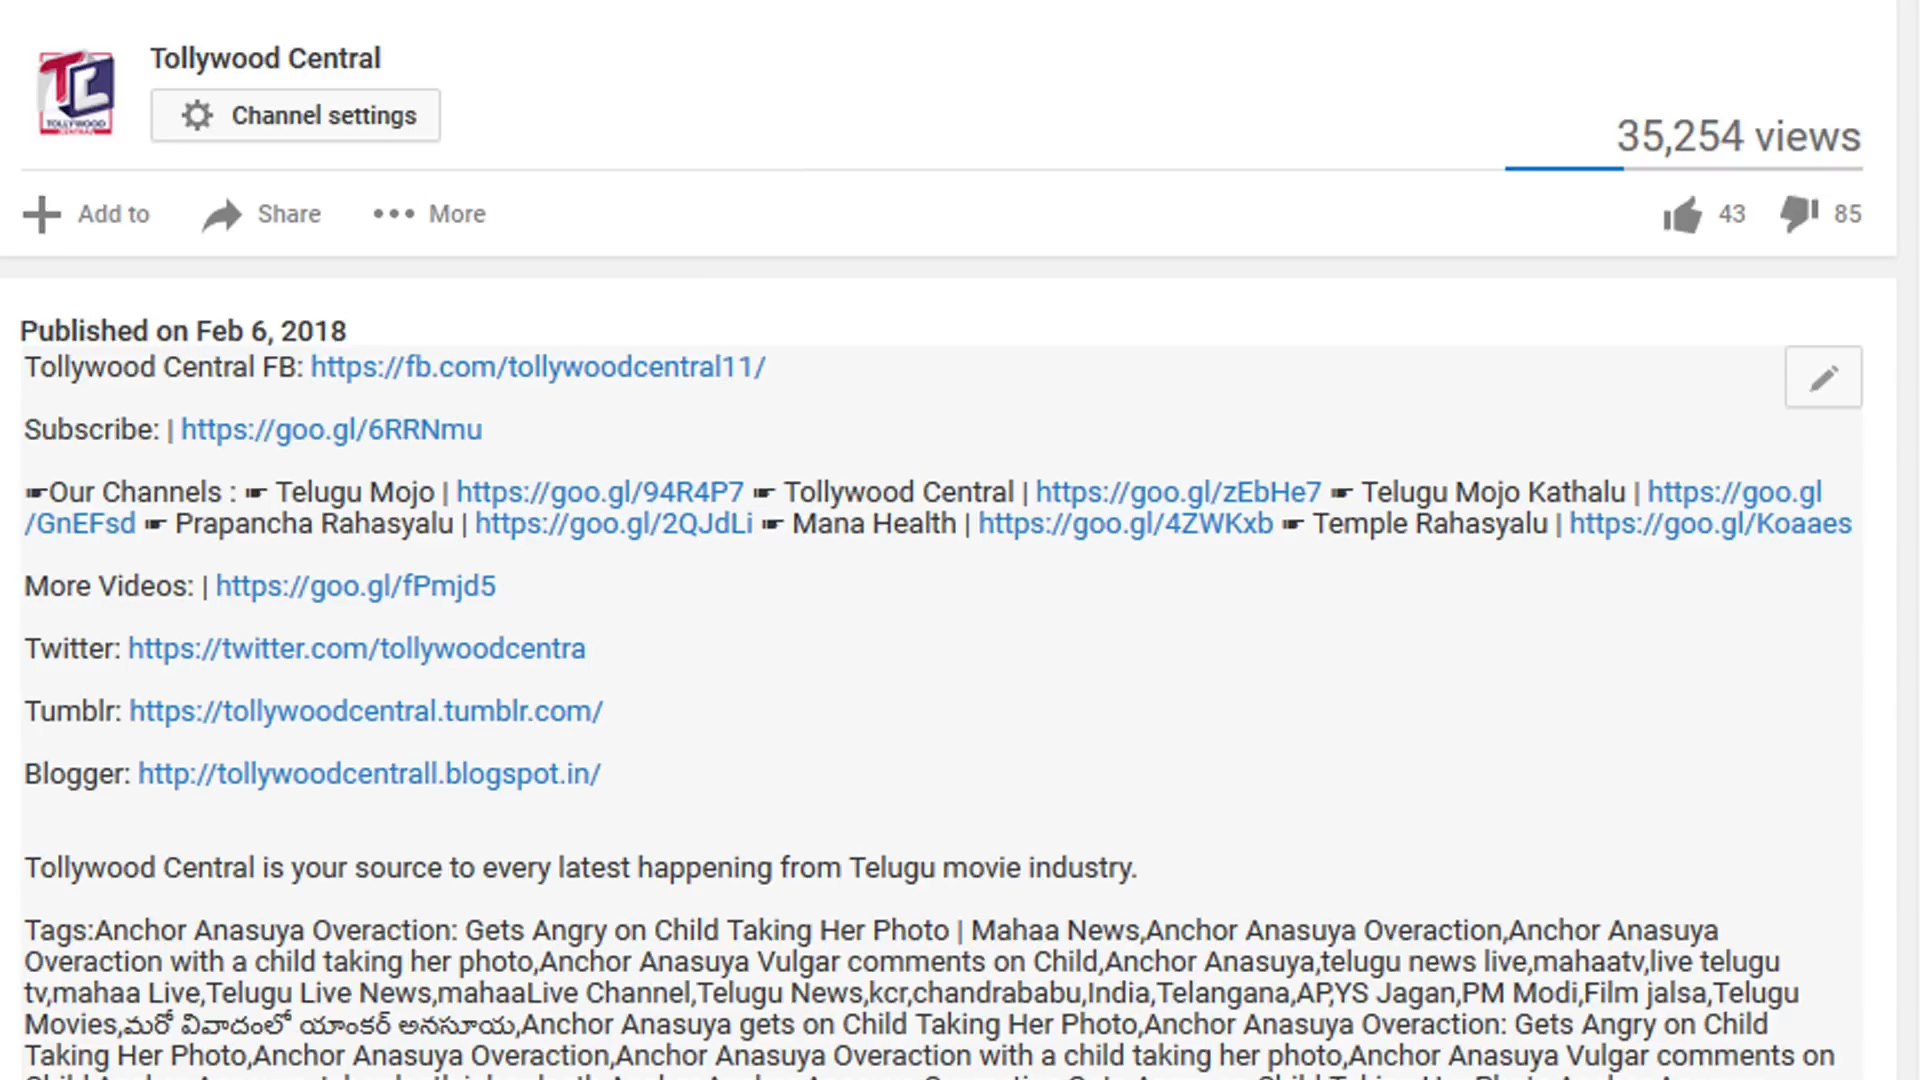 Tollywood Central
TOLLYWOOD
CENTRAL
Channel settings
35,254 views
Add to
Share
More
43
85
Published on Feb 6, 2018
Tollywood Central FB: https://fb.com/tollywoodcentral11/
Subscribe: | https://goo.gl/6RRNmu
☛Our Channels : ☛ Telugu Mojo | https://goo.gl/94R4P7 ☛ Tollywood Central | https://goo.gl/zEbHe7 ☛ Telugu Mojo Kathalu | https://goo.gl
/GnEFsd ☛ Prapancha Rahasyalu | https://goo.gl/2QJdLi ☛ Mana Health | https://goo.gl/4ZWKxb ☛ Temple Rahasyalu | https://goo.gl/Koaaes
More Videos: | https://goo.gl/fPmjd5
Twitter: https://twitter.com/tollywoodcentra
Tumblr: https://tollywoodcentral.tumblr.com/
Blogger: http://tollywoodcentrall.blogspot.in/
Tollywood Central is your source to every latest happening from Telugu movie industry.
Tags:Anchor Anasuya Overaction: Gets Angry on Child Taking Her Photo | Mahaa News,Anchor Anasuya Overaction,Anchor Anasuya
Overaction with a child taking her photo,Anchor Anasuya Vulgar comments on Child,Anchor Anasuya,telugu news live,mahaatv,live telugu
tv,mahaa Live,Telugu Live News,mahaaLive Channel,Telugu News,kcr,chandrababu,India,Telangana,AP,YS Jagan,PM Modi,Film jalsa,Telugu
Movies,మరో వివాదంలో యాంకర్ అనసూయ,Anchor Anasuya gets on Child Taking Her Photo,Anchor Anasuya Overaction: Gets Angry on Child
Taking Her Photo,Anchor Anasuya Overaction,Anchor Anasuya Overaction with a child taking her photo,Anchor Anasuya Vulgar comments on